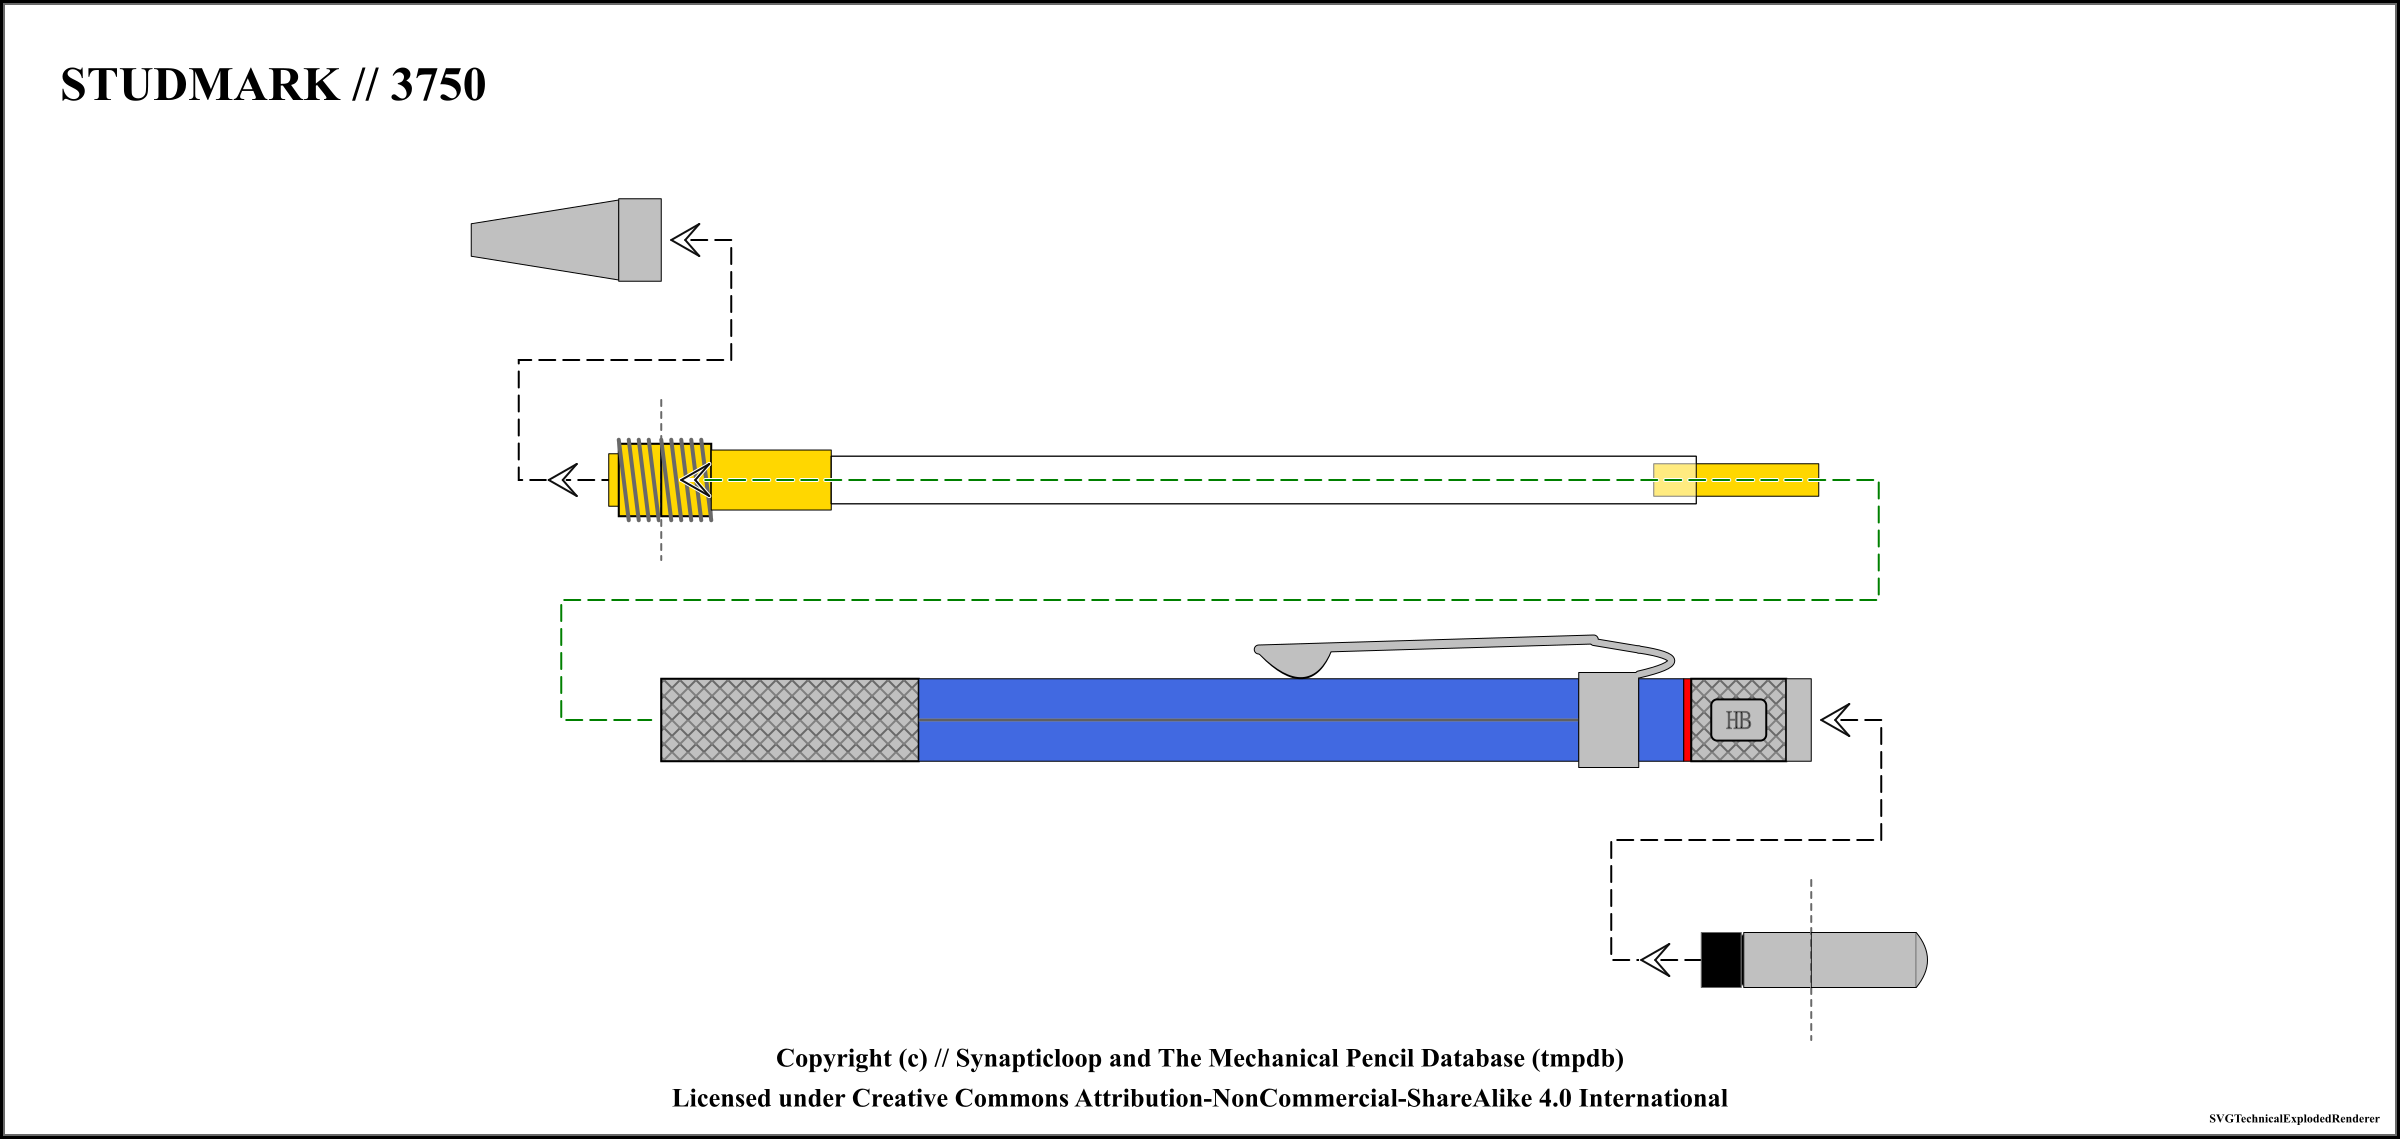 STUDMARK // 3750
HB
Copyright (c) // Synapticloop and The Mechanical Pencil Database (tmpdb)
Licensed under Creative Commons Attribution-NonCommercial-ShareAlike 4.0 International
SVGTechnicalExplodedRenderer